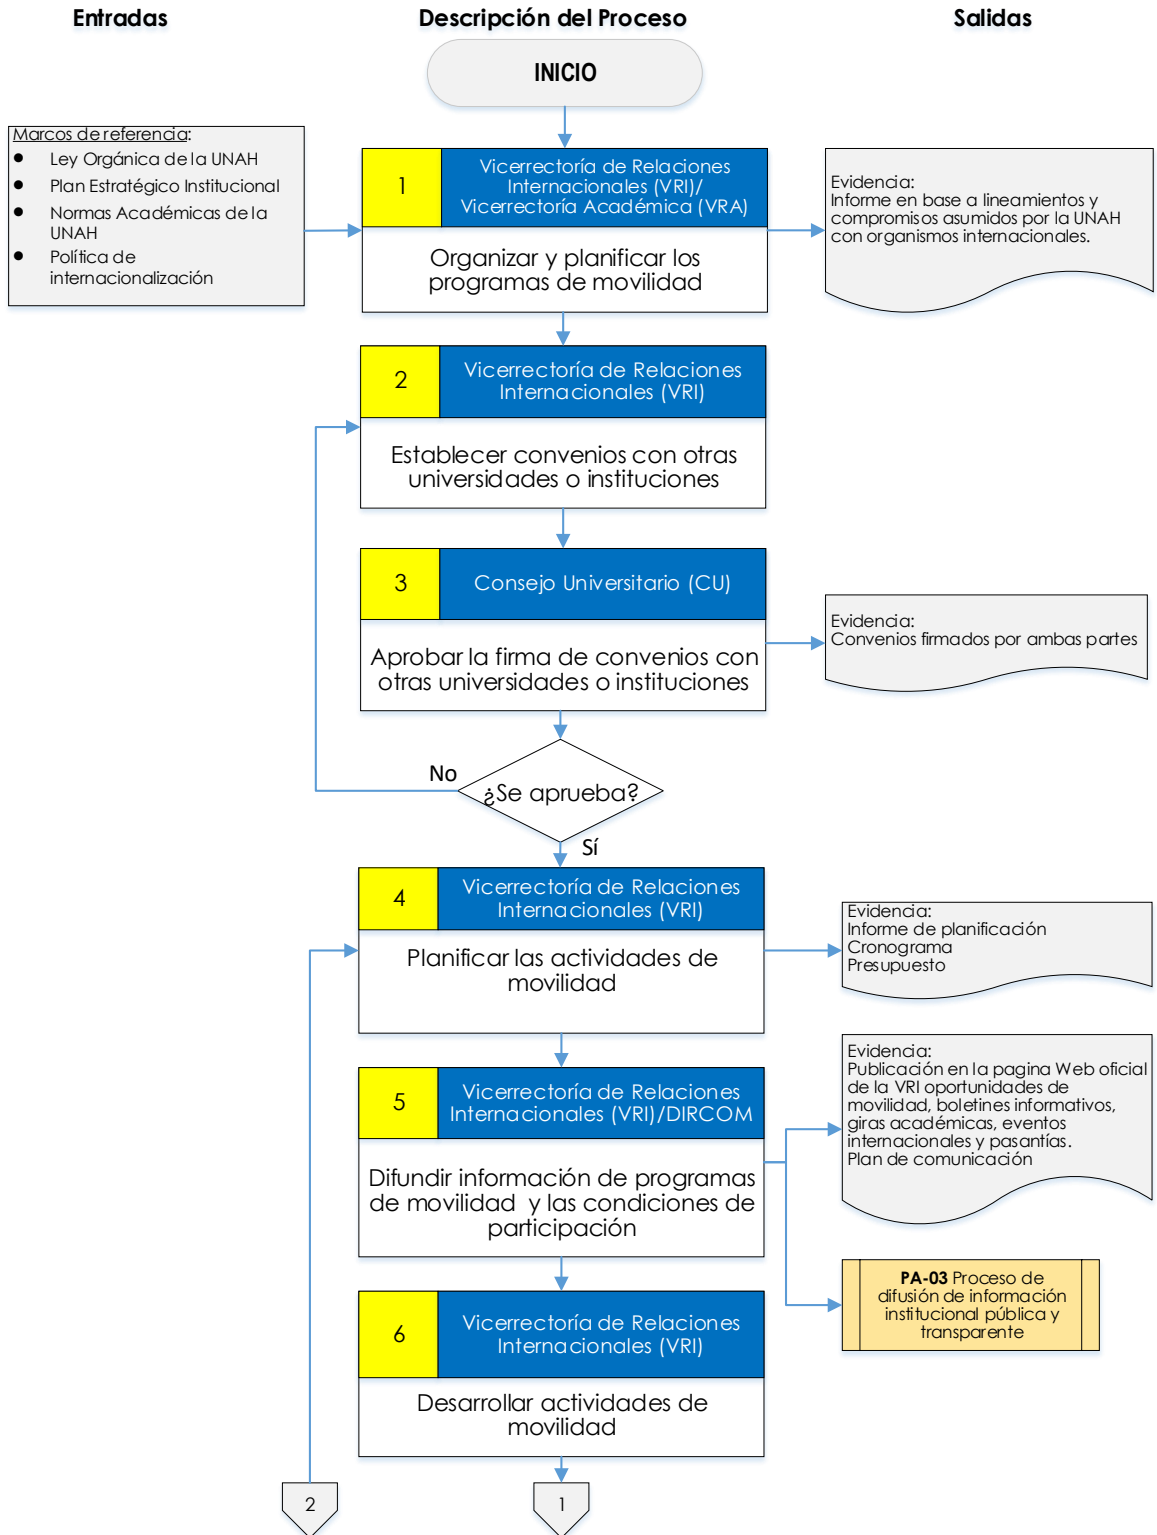 Entradas
Descripción del Proceso
Salidas
INICIO
Marcos de referencia:
● Ley Orgánica de la UNAH
● Plan Estratégico Institucional
● Normas Académicas de la
UNAH
● Política de
internacionalización
1
Vicerrectoría de Relaciones
Internacionales (VRI)/
Vicerrectoría Académica (VRA)
Organizar y planificar los
programas de movilidad
Evidencia:
Informe en base a lineamientos y
compromisos asumidos por la UNAH
con organismos internacionales.
2
Vicerrectoría de Relaciones
Internacionales (VRI)
Establecer convenios con otras
universidades o instituciones
3
Consejo Universitario (CU)
Aprobar la firma de convenios con
otras universidades o instituciones
Evidencia:
Convenios firmados por ambas partes
No
¿Se aprueba?
Sí
4
Vicerrectoría de Relaciones
Internacionales (VRI)
Planificar las actividades de
movilidad
Evidencia:
Informe de planificación
Cronograma
Presupuesto
5
Vicerrectoría de Relaciones
Internacionales (VRI)/DIRCOM
Difundir información de programas
de movilidad y las condiciones de
participación
Evidencia:
Publicación en la pagina Web oficial
de la VRI oportunidades de
movilidad, boletines informativos,
giras académicas, eventos
internacionales y pasantías.
Plan de comunicación
PA-03 Proceso de
difusión de información
institucional pública y
transparente
6
Vicerrectoría de Relaciones
Internacionales (VRI)
Desarrollar actividades de
movilidad
2
1